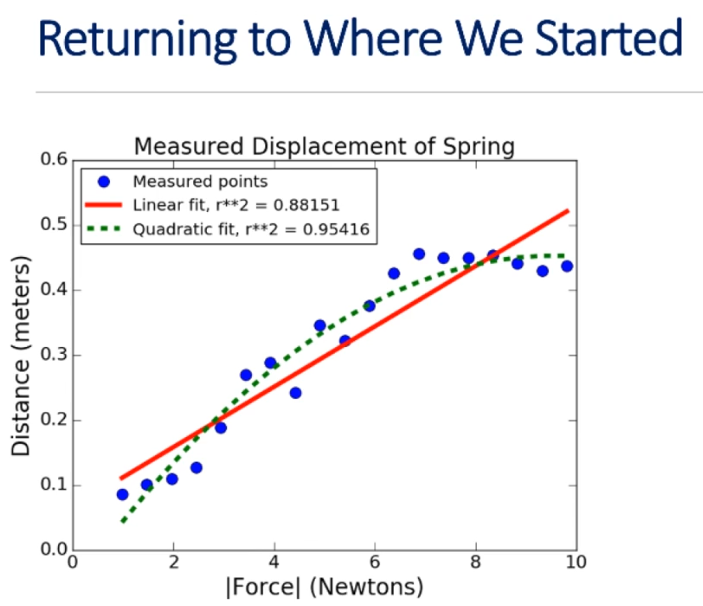 Returning to Where We Started
Measured Displacement of Spring
Measured points
Linear fit, r**2 = 0.88151
Quadratic fit, r**2 = 0.95416
Distance (meters)
0.6
0.5
0.4
0.3
0.2
0.1
0.0
0 2 4 6 8 10
|Force| (Newtons)